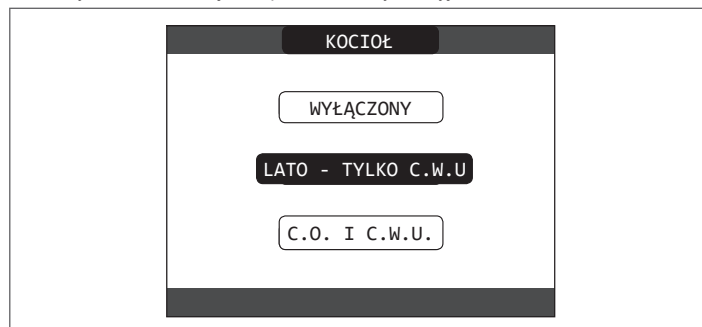 KOCIOŁ
WYŁĄCZONY
LATO - TYLKO C.W.U
C.O. I C.W.U.